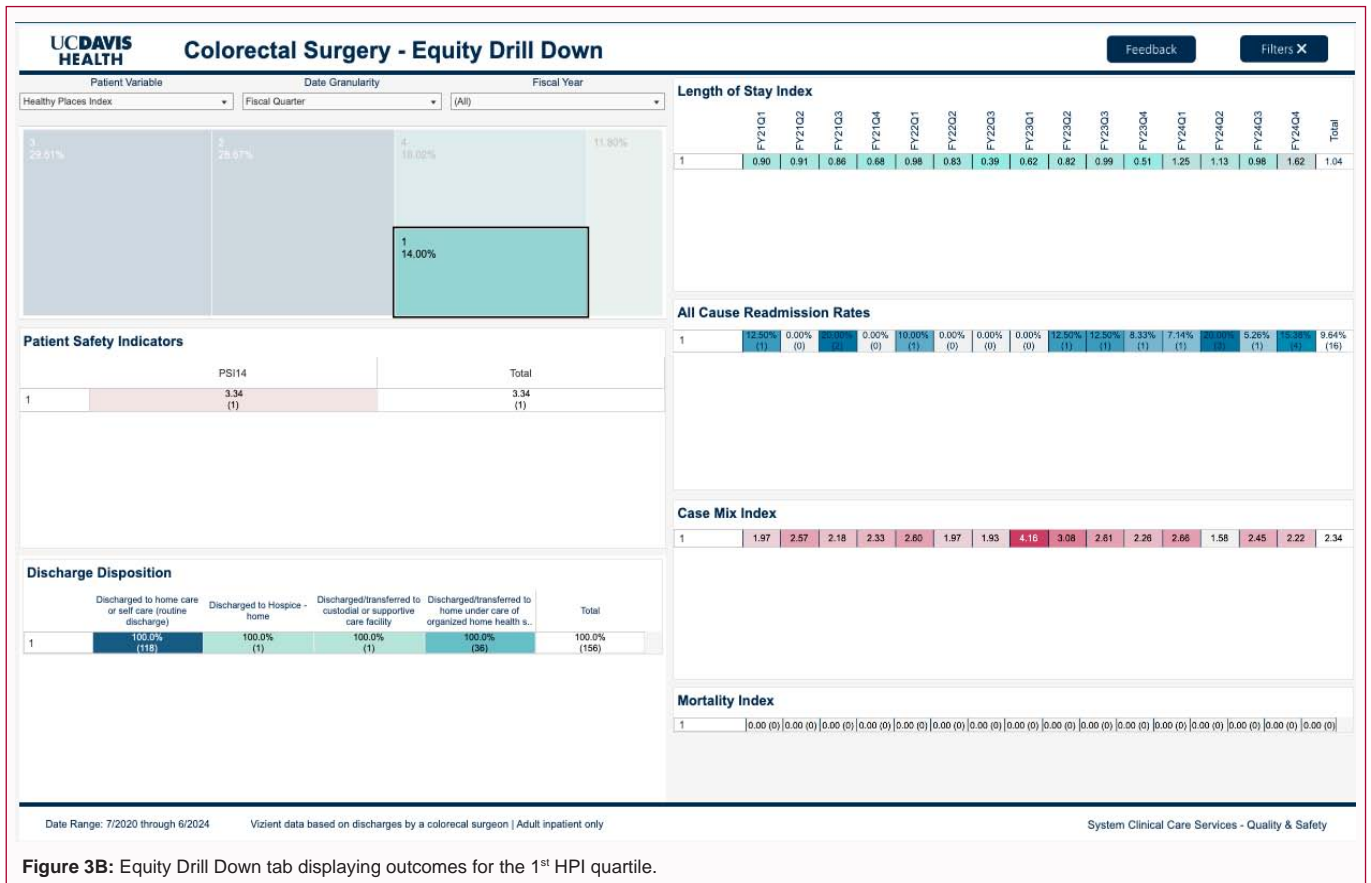 UCDAVIS
HEALTH
Colorectal Surgery - Equity Drill Down
Feedback
Filters X
Patient Variable
Date Granularity
Fiscal Year
Healthy Places Index
Fiscal Quarter
(All)
3
29.61%
2
26.67%
4
18.02%
11.80%
1
14.00%
Patient Safety Indicators
PSI14 Total
1 3.34 3.34
(1) (1)
Discharge Disposition
Discharged to home care Discharged to Hospice - Discharged/transferred to Discharged/transferred to
or self care (routine home custodial or supportive home under care of Total
discharge) care facility organized home health s..
1 100.0% 100.0% 100.0% 100.0% 100.0%
(118) (1) (1) (36) (156)
Length of Stay Index
FY21Q1 FY21Q2 FY21Q3 FY21Q4 FY22Q1 FY22Q2 FY22Q3 FY23Q1 FY23Q2 FY23Q3 FY23Q4 FY24Q1 FY24Q2 FY24Q3 FY24Q4 Total
1 0.90 0.91 0.86 0.68 0.98 0.83 0.39 0.62 0.82 0.99 0.51 1.25 1.13 0.98 1.62 1.04
All Cause Readmission Rates
1 12.50% 0.00% 20.00% 0.00% 10.00% 0.00% 0.00% 0.00% 12.50% 12.50% 8.33% 7.14% 20.00% 5.26% 15.38% 9.64%
(1) (0) (2) (0) (1) (0) (0) (0) (1) (1) (1) (1) (1) (4) (16)
Case Mix Index
1 1.97 2.57 2.18 2.33 2.60 1.97 1.93 4.16 3.08 2.61 2.26 2.66 1.58 2.45 2.22 2.34
Mortality Index
1 0.00 (0) 0.00 (0) 0.00 (0) 0.00 (0) 0.00 (0) 0.00 (0) 0.00 (0) 0.00 (0) 0.00 (0) 0.00 (0) 0.00 (0) 0.00 (0) 0.00 (0) 0.00 (0) 0.00 (0) 0.00 (0)
Date Range: 7/2020 through 6/2024
Vizient data based on discharges by a colorecal surgeon | Adult inpatient only
System Clinical Care Services - Quality & Safety
Figure 3B: Equity Drill Down tab displaying outcomes for the 1st HPI quartile.